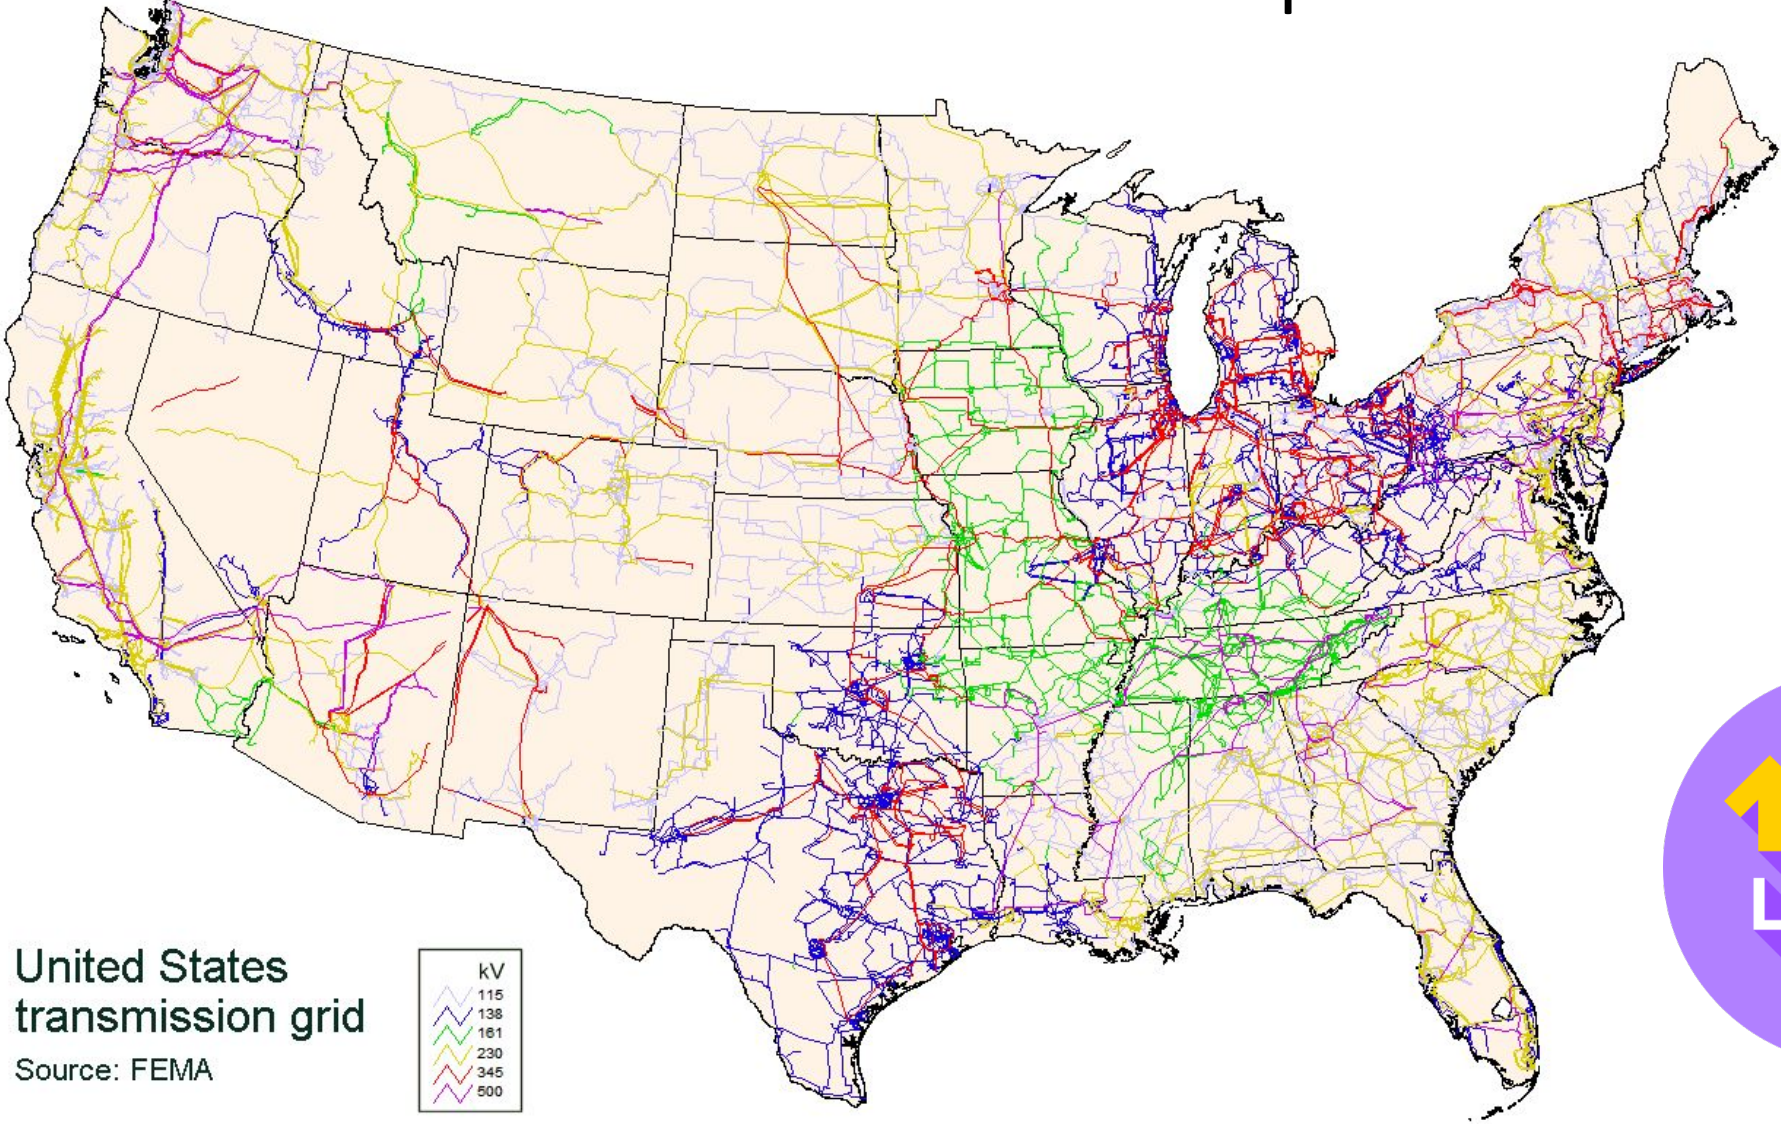 United States
transmission grid
Source: FEMA
kV
115
138
161
230
345
500